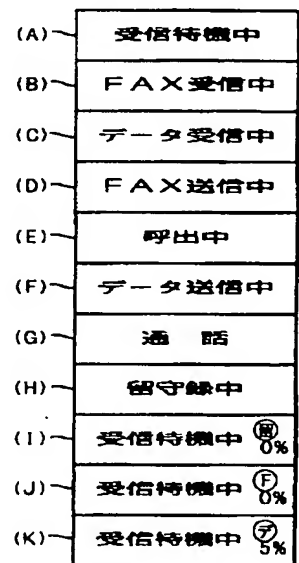 (A) 受信待機中
(B) FAX受信中
(C) データ受信中
(D) FAX送信中
(E) 呼出中
(F) データ送信中
(G) 通 話
(H) 留守録中
(I) 受信待機中 ㊞ 0%
(J) 受信待機中 Ⓕ 0%
(K) 受信待機中 デ 5%